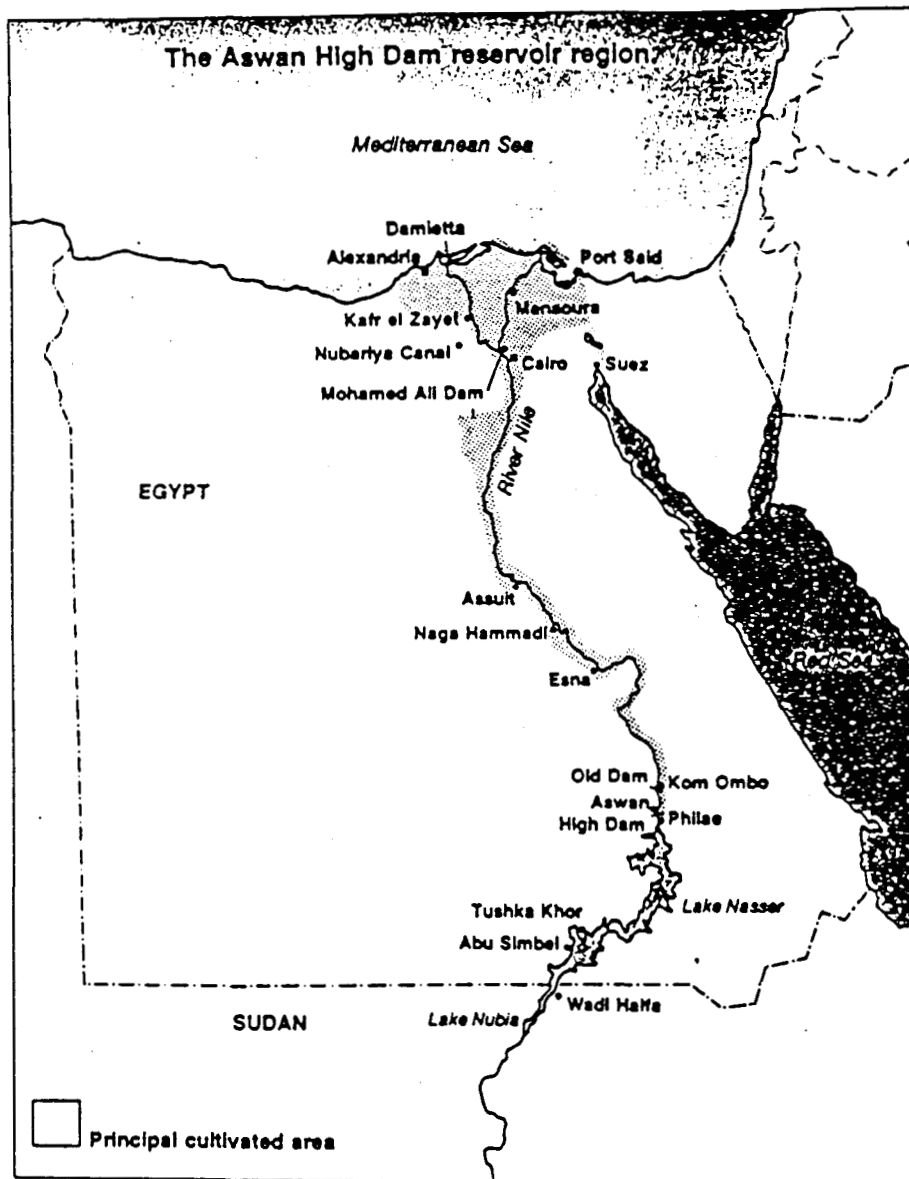 The Aswan High Dam reservoir region.
Mediterranean Sea
Damietta
Alexandria
Port Said
Mansoura
Kafr el Zayet
Nubariya Canal
Cairo
Suez
Mohamed Ali Dam
River Nile
EGYPT
Assuit
Naga Hammadi
Red Sea
Esna
Old Dam
Kom Ombo
Aswan
High Dam
Philae
Tushka Khor
Lake Nasser
Abu Simbel
Wadi Halfa
Lake Nubia
SUDAN
Principal cultivated area